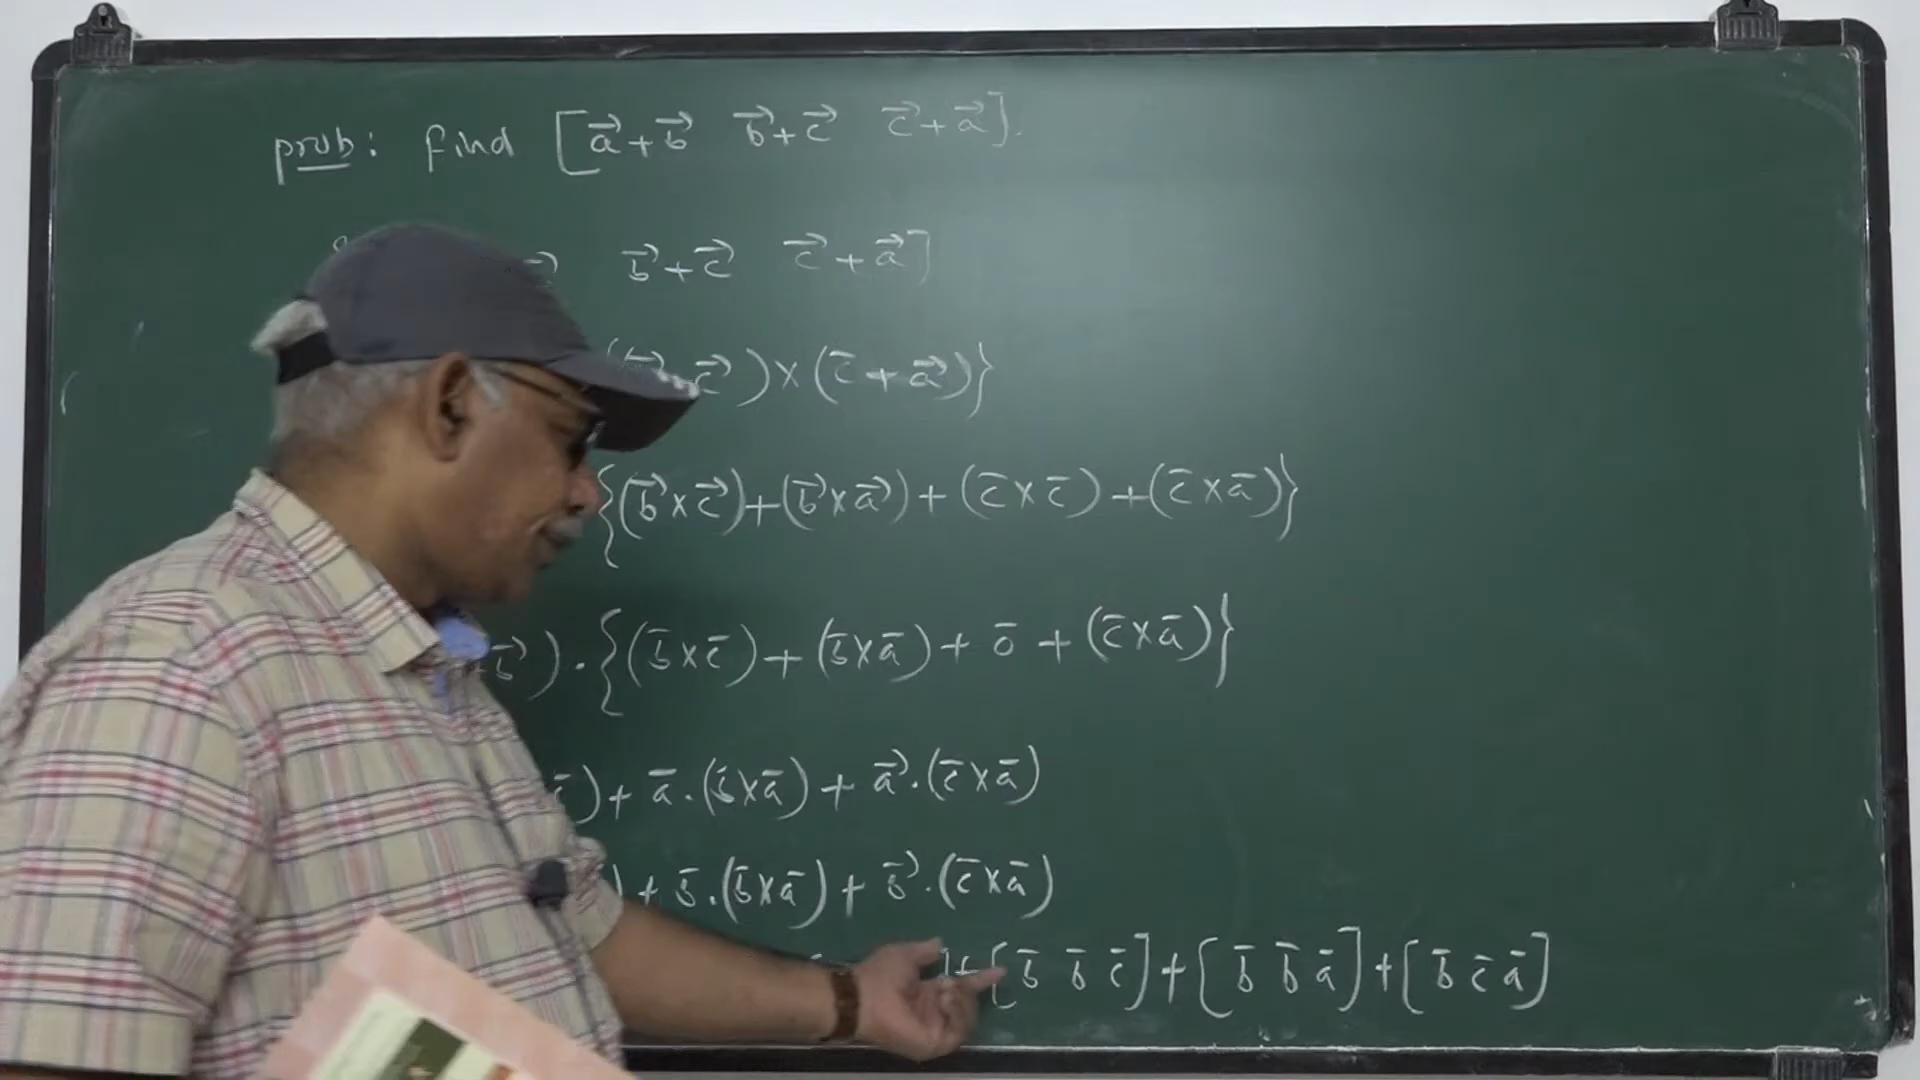 prob: find [a⃗+b⃗ b⃗+c⃗ c⃗+a⃗].
b⃗+c⃗ c⃗+a⃗]
c⃗)×(c̄+a⃗)}
{(b⃗×c⃗)+(b⃗×a⃗)+(c̄×c̄)+(c̄×ā)}
b⃗).{(b̄×c̄)+(b̄×ā)+ō+(c̄×ā)}
)+ā.(b̄×ā)+a⃗.(c̄×ā)
)+b̄.(b̄×ā)+b⃗.(c̄×ā)
]+[b̄ b̄ c̄]+[b̄ b̄ ā]+[b̄ c̄ ā]